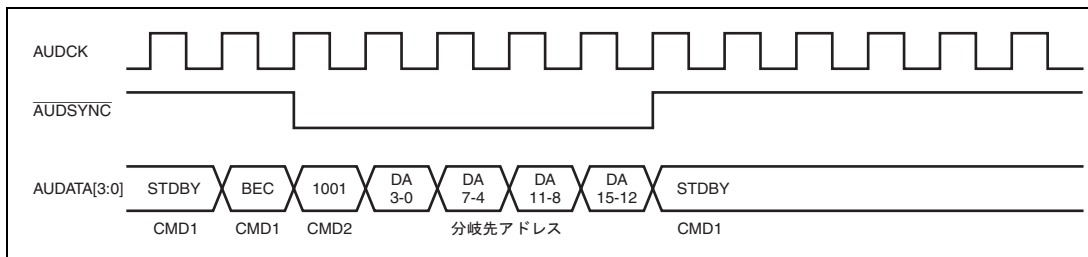 AUDCK
AUDSYNC
AUDATA[3:0] STDBY BEC 1001 DA 3-0 DA 7-4 DA 11-8 DA 15-12 STDBY
CMD1 CMD1 CMD2 分岐先アドレス CMD1